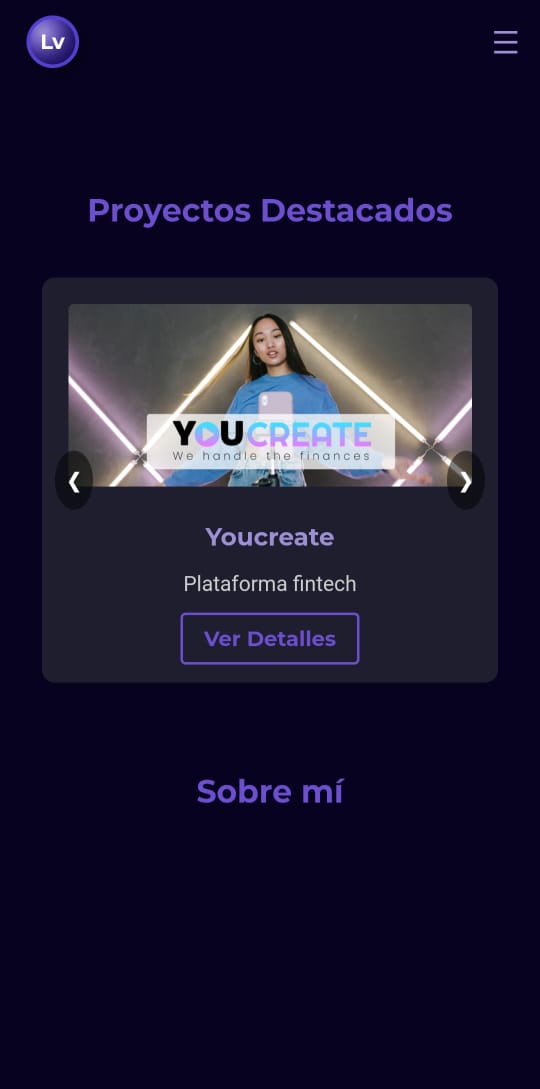 Lv
Proyectos Destacados
YOUCREATE
We handle the finances
Youcreate
Plataforma fintech
Ver Detalles
Sobre mí